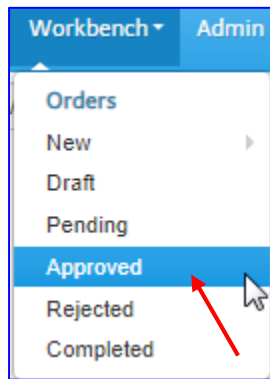 Workbench Admin
Orders
New
Draft
Pending
Approved
Rejected
Completed